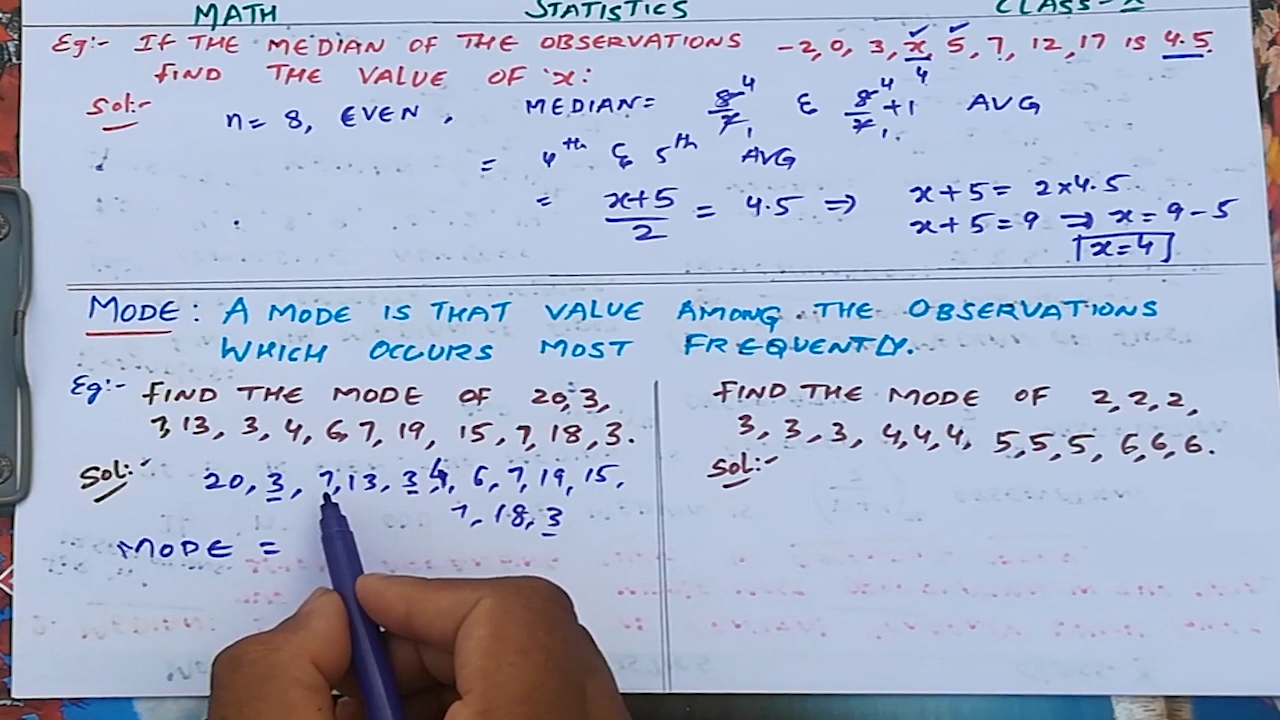 MATH STATISTICS CLASS-X
Eg:- IF THE MEDIAN OF THE OBSERVATIONS -2, 0, 3, x, 5, 7, 12, 17 IS 4.5.
4
FIND THE VALUE OF 'x':
Sol:- n = 8, EVEN, MEDIAN = 8/2 4 1 & 8/2 4 1 + 1 AVG
= 4th & 5th AVG
= x+5/2 = 4.5 ⇒ x+5 = 2×4.5
x+5 = 9 ⇒ x = 9-5
x=4
MODE: A MODE IS THAT VALUE AMONG THE OBSERVATIONS
WHICH OCCURS MOST FREQUENTLY.
Eg:- FIND THE MODE OF 20, 3,
7, 13, 3, 4, 6, 7, 19, 15, 7, 18, 3.
Sol:- 20, 3, 7, 13, 3, 4, 6, 7, 19, 15,
7, 18, 3
MODE =
FIND THE MODE OF 2, 2, 2,
3, 3, 3, 4, 4, 4, 5, 5, 5, 6, 6, 6.
Sol:-